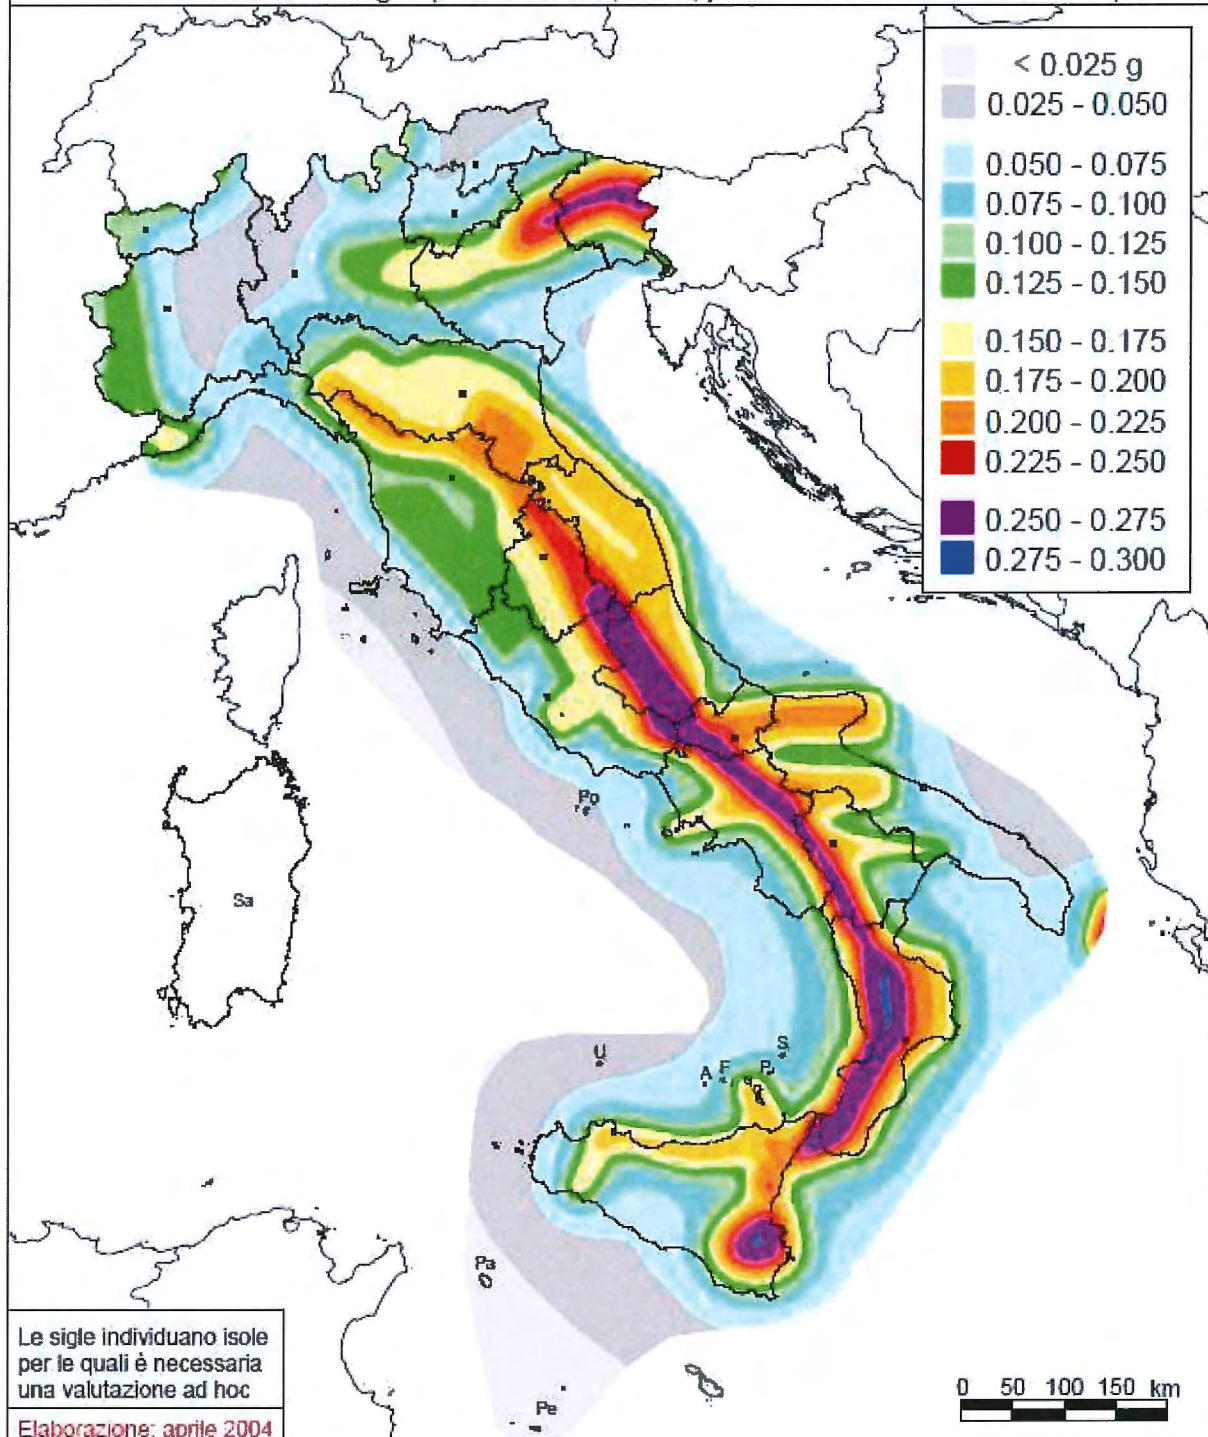 < 0.025 g
0.025 - 0.050
0.050 - 0.075
0.075 - 0.100
0.100 - 0.125
0.125 - 0.150
0.150 - 0.175
0.175 - 0.200
0.200 - 0.225
0.225 - 0.250
0.250 - 0.275
0.275 - 0.300
Po
Sa
S
U
A
F
P
Pa
Pe
Le sigle individuano isole
per le quali è necessaria
una valutazione ad hoc
Elaborazione: aprile 2004
0 50 100 150 km